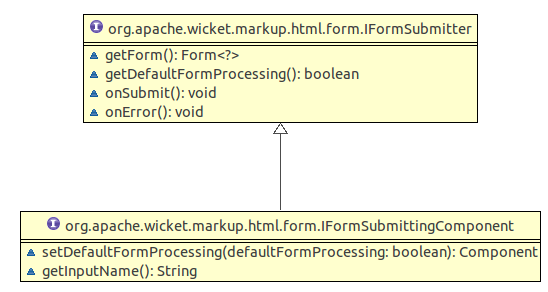 I org.apache.wicket.markup.html.form.IFormSubmitter
getForm(): Form<?>
getDefaultFormProcessing(): boolean
onSubmit(): void
onError(): void
I org.apache.wicket.markup.html.form.IFormSubmittingComponent
setDefaultFormProcessing(defaultFormProcessing: boolean): Component
getInputName(): String